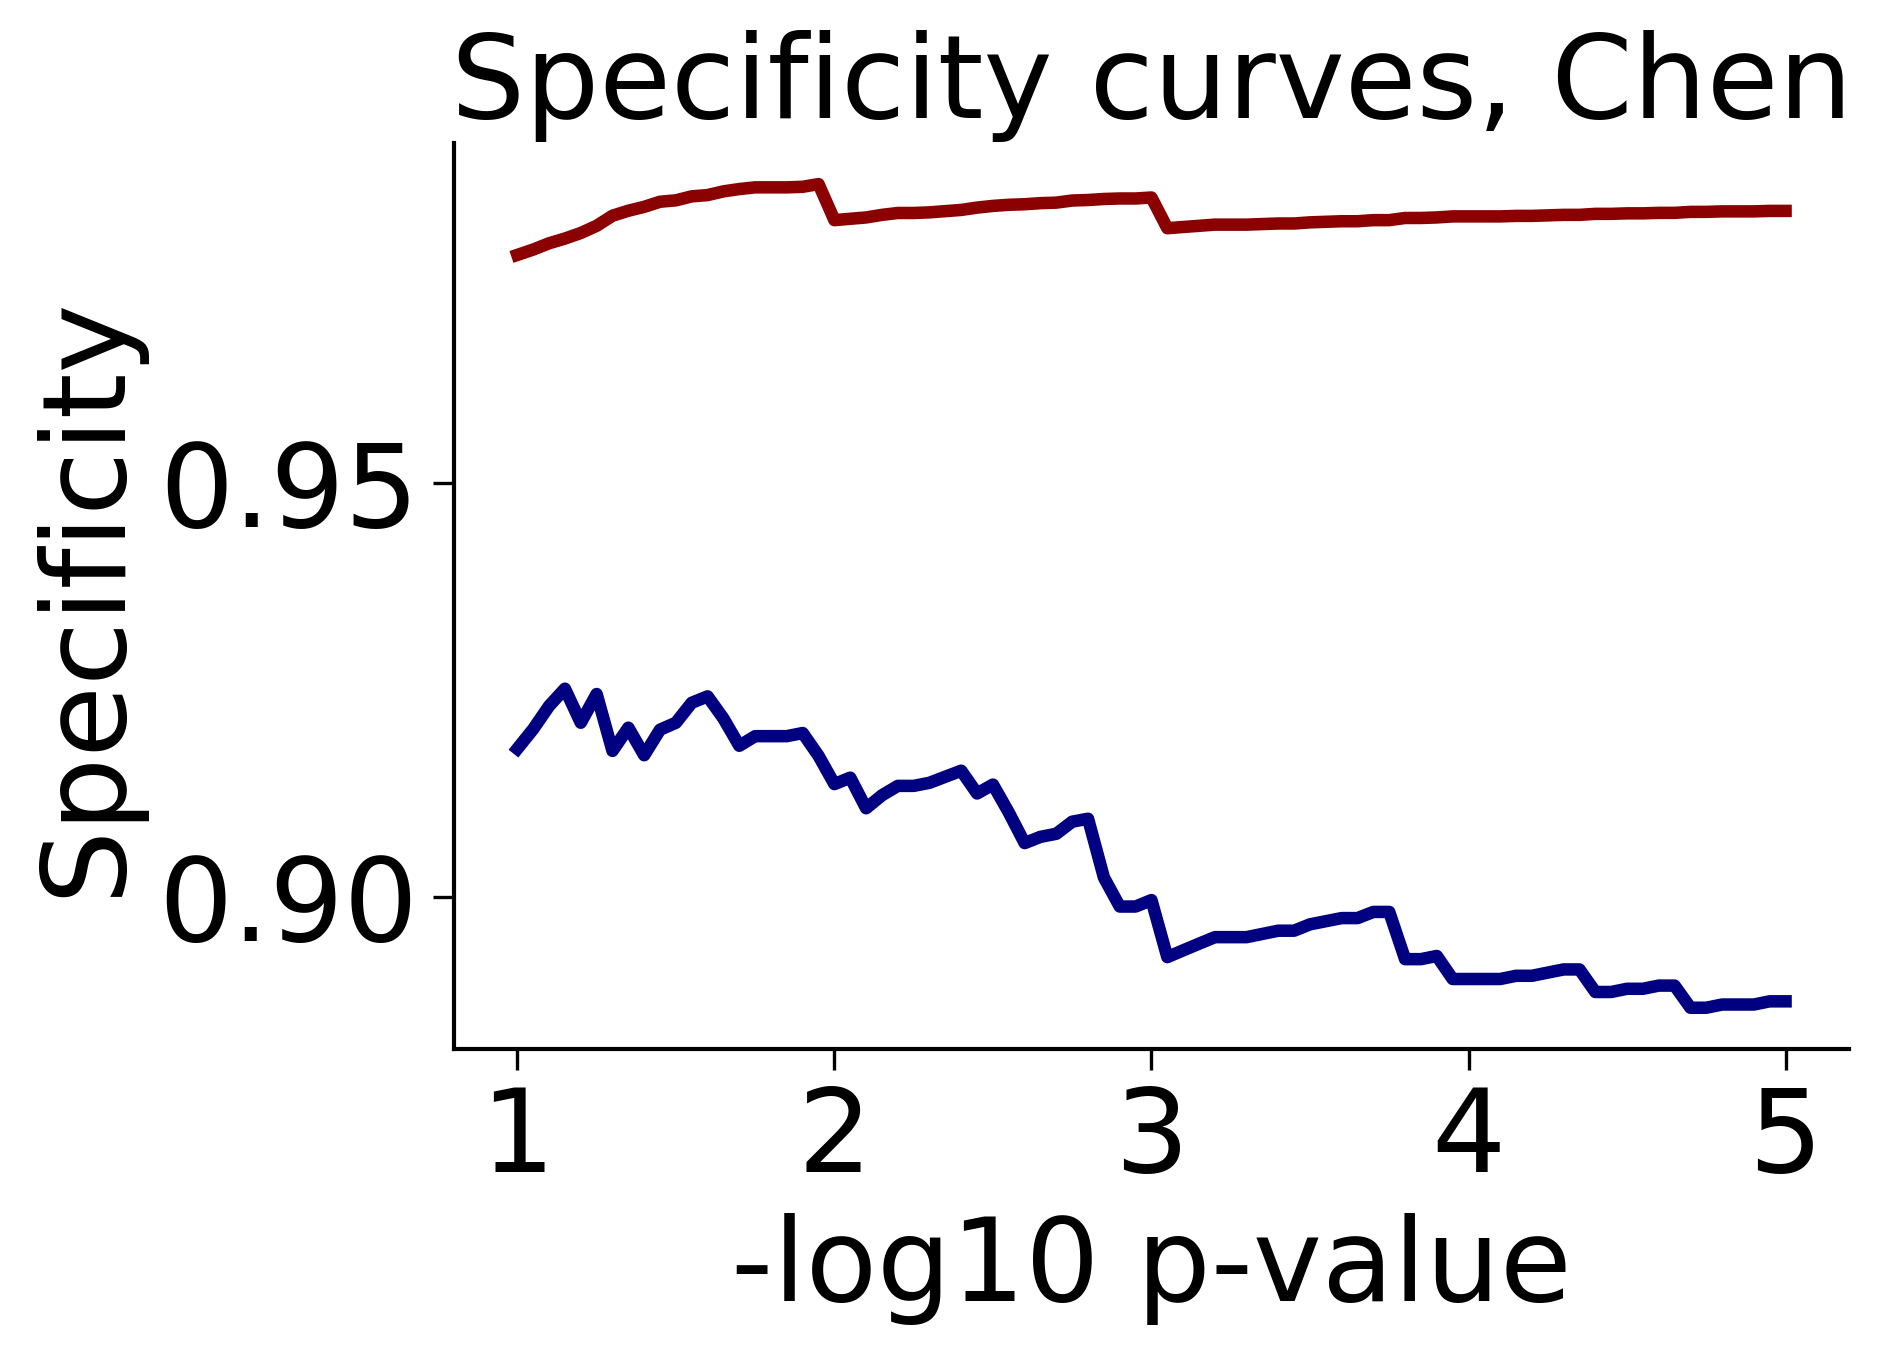 Specificity curves, Chen
Specificity
0.95
0.90
1 2 3 4 5
-log10 p-value